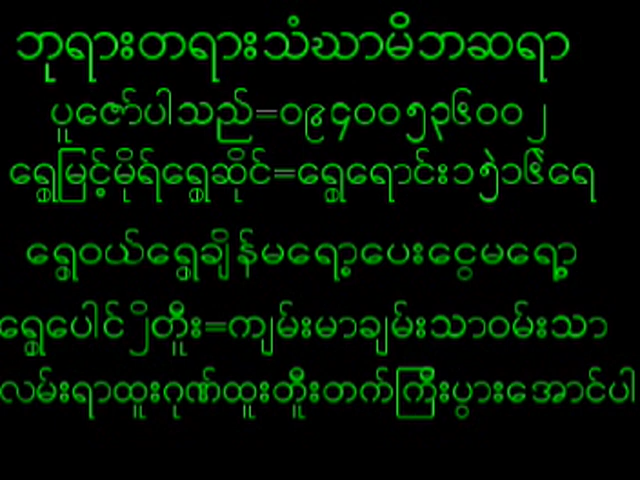 ဘုရားတရားသံဃာမိဘဆရာ
ပူဇော်ပါသည်=၀၉၄၀၀၅၃၆၀၀၂
ရွှေမြင့်မိုရ်ရွှေဆိုင်=ရွှေရောင်း၁၅ဲ၁၆ဲရေ
ရွှေဝယ်ရွှေချိန်မရော့ပေးငွေမရော့
ရွှေပေါင်ဦတိုး=ကျမ်းမာချမ်းသာဝမ်းသာ
လမ်းရာထူးဂုဏ်ထူးတိုးတက်ကြီးပွားအောင်ပါ